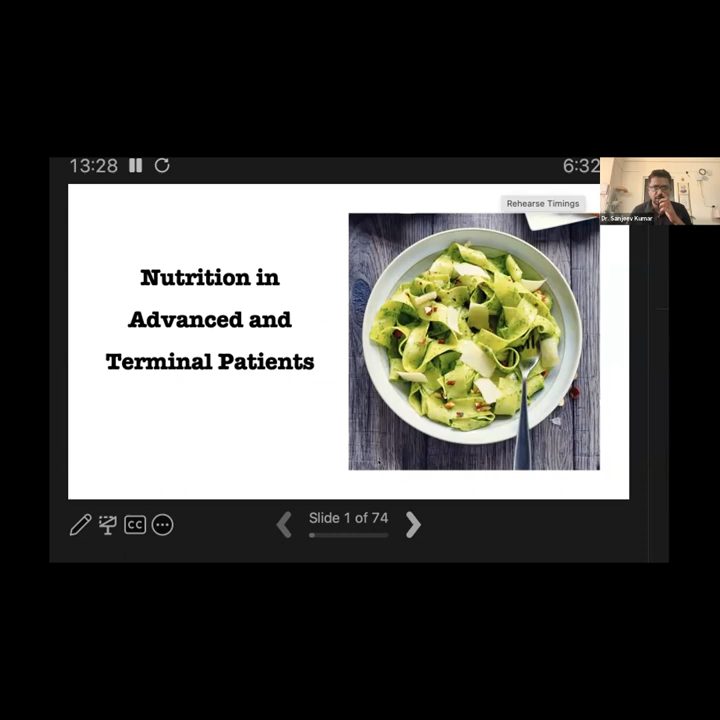 13:28
6:32
Rehearse Timings
Dr. Sanjeev Kumar
Nutrition in
Advanced and
Terminal Patients
CC
Slide 1 of 74